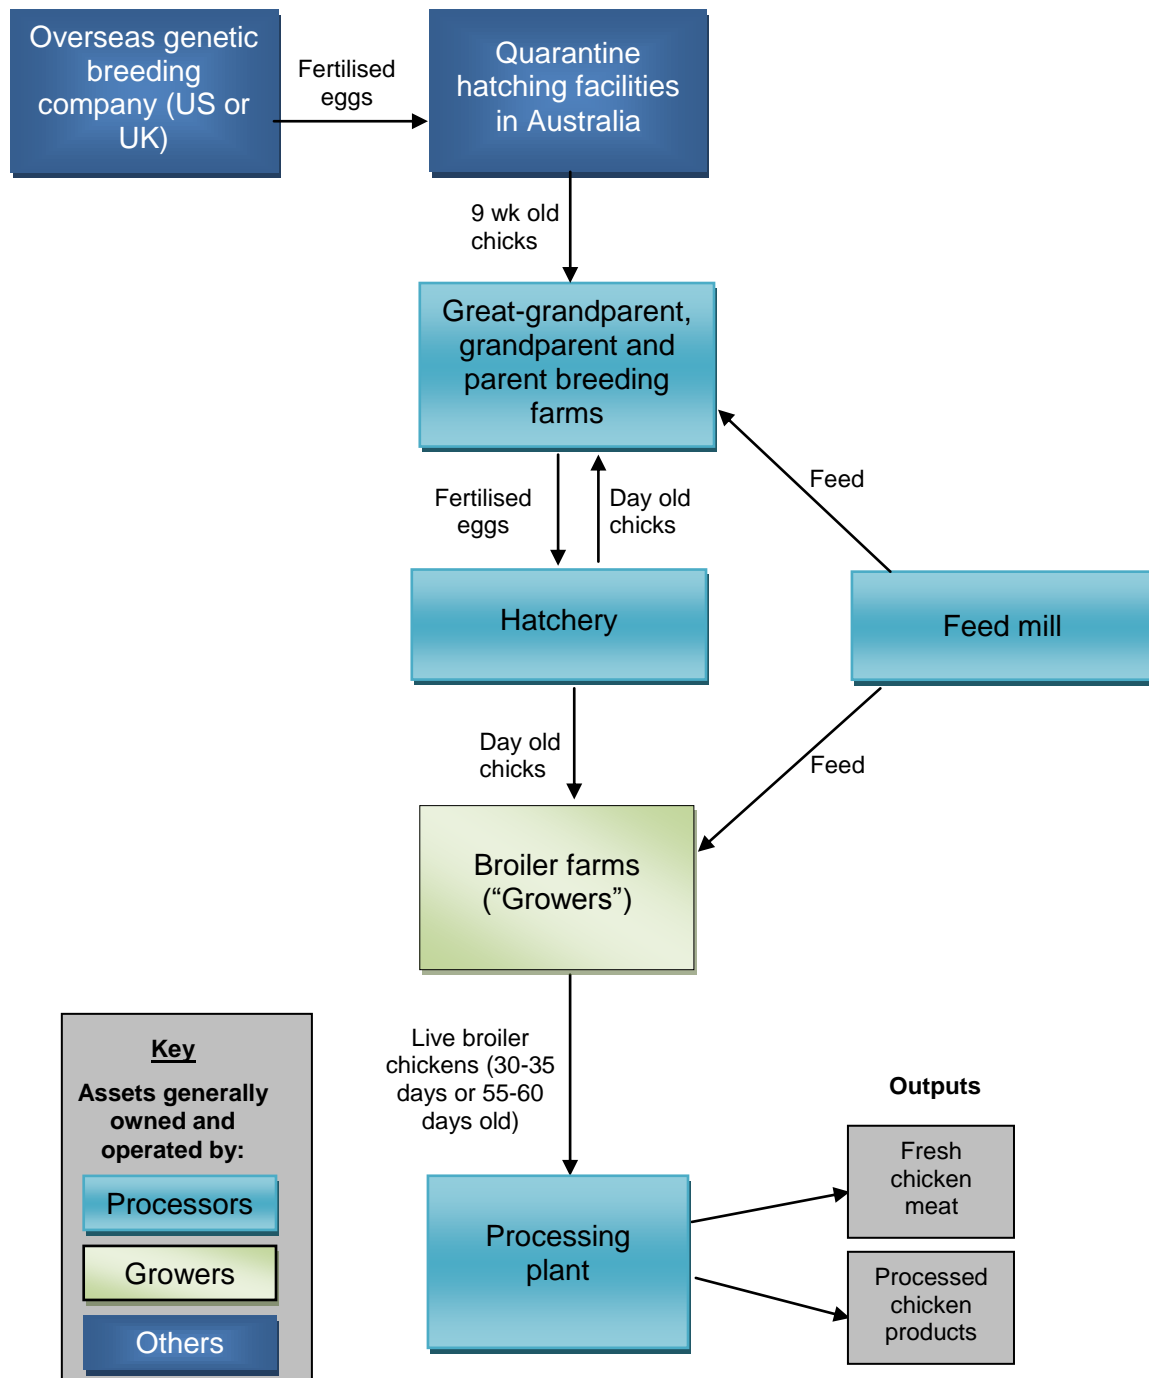 Overseas genetic
breeding
company (US or
UK)
Fertilised
eggs
Quarantine
hatching facilities
in Australia
9 wk old
chicks
Great-grandparent,
grandparent and
parent breeding
farms
Feed
Fertilised
eggs
Day old
chicks
Hatchery
Feed mill
Day old
chicks
Feed
Broiler farms
(“Growers”)
Live broiler
chickens (30-35
days or 55-60
days old)
Key
Assets generally
owned and
operated by:
Processors
Growers
Others
Processing
plant
Outputs
Fresh
chicken
meat
Processed
chicken
products